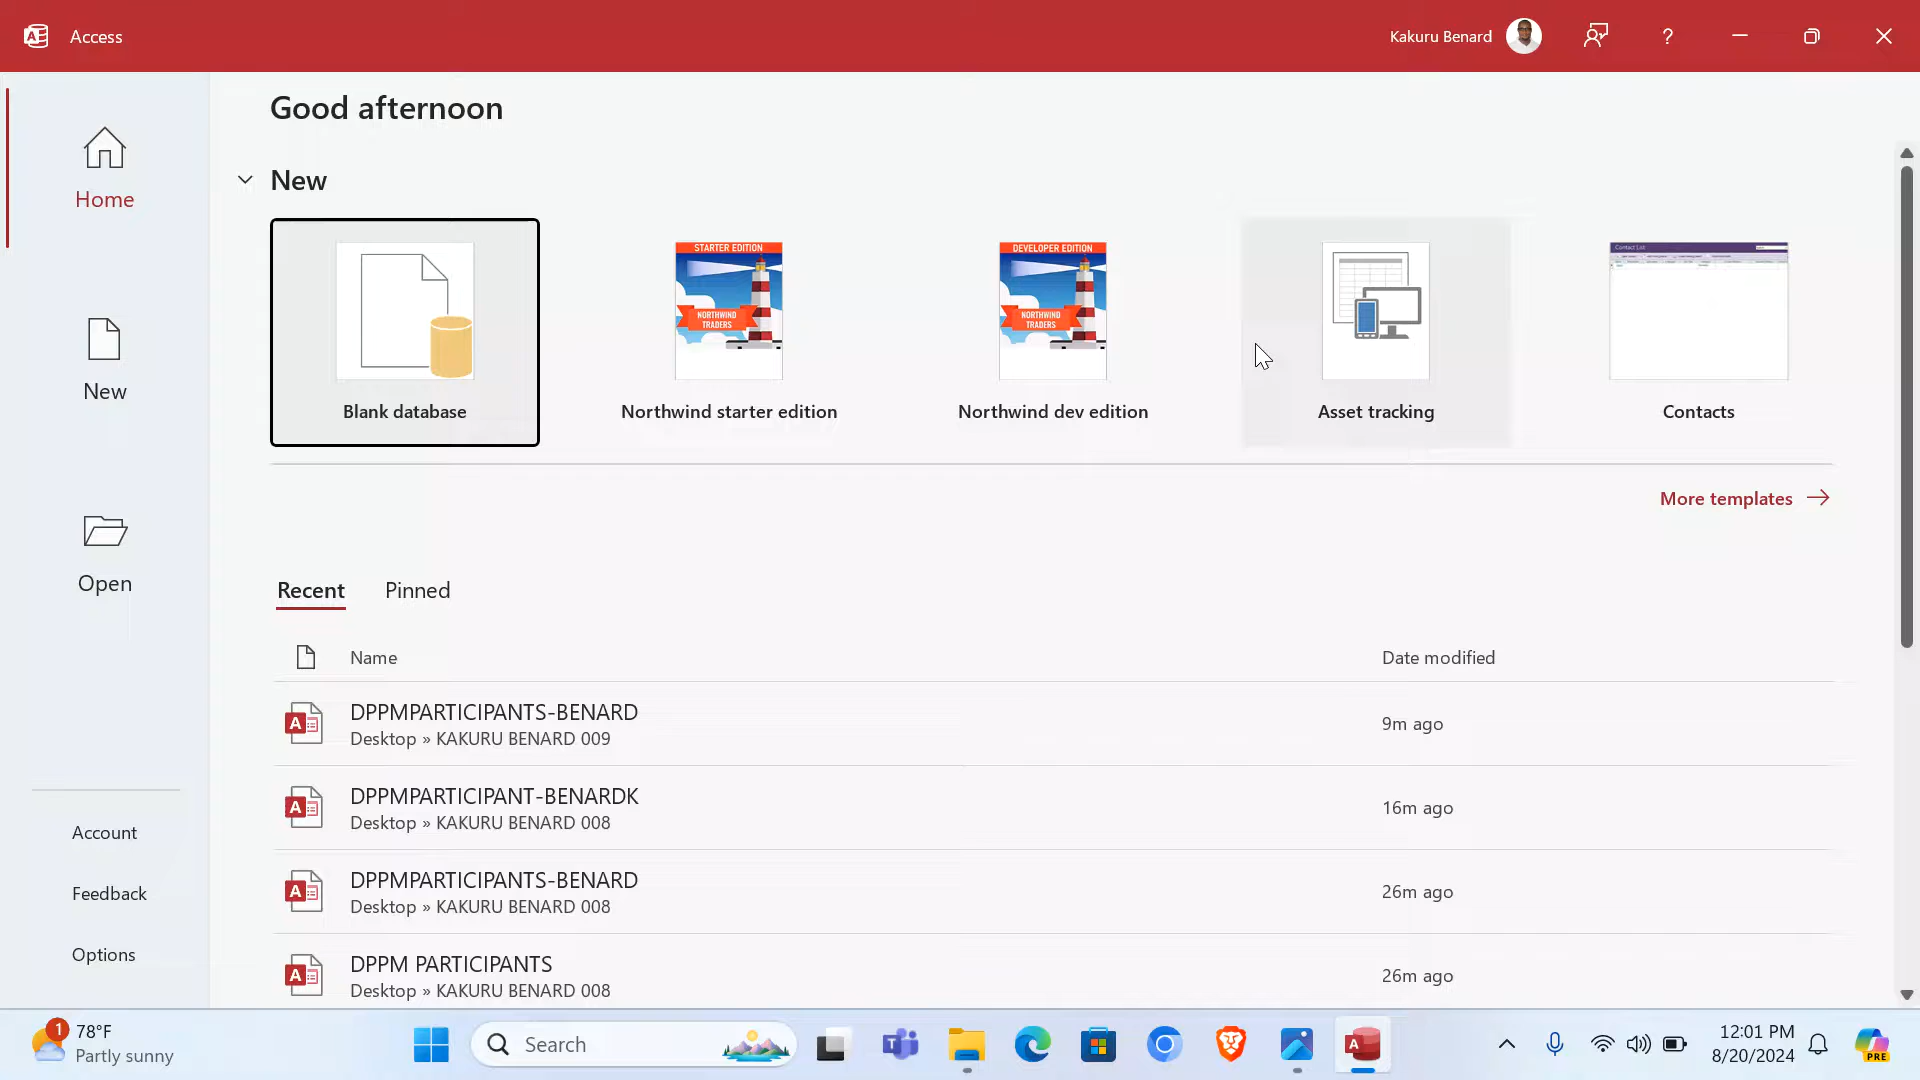 Access
Kakuru Benard
?
Good afternoon
New
Home
New
Open
Account
Feedback
Options
Blank database
STARTER EDITION
NORTHWIND
TRADERS
Northwind starter edition
DEVELOPER EDITION
NORTHWIND
TRADERS
Northwind dev edition
Asset tracking
Contact List
Contacts
More templates
Recent Pinned
Name Date modified
DPPMPARTICIPANTS-BENARD
Desktop » KAKURU BENARD 009
9m ago
DPPMPARTICIPANT-BENARDK
Desktop » KAKURU BENARD 008
16m ago
DPPMPARTICIPANTS-BENARD
Desktop » KAKURU BENARD 008
26m ago
DPPM PARTICIPANTS
Desktop » KAKURU BENARD 008
26m ago
1
78°F
Partly sunny
Search
12:01 PM
8/20/2024
PRE